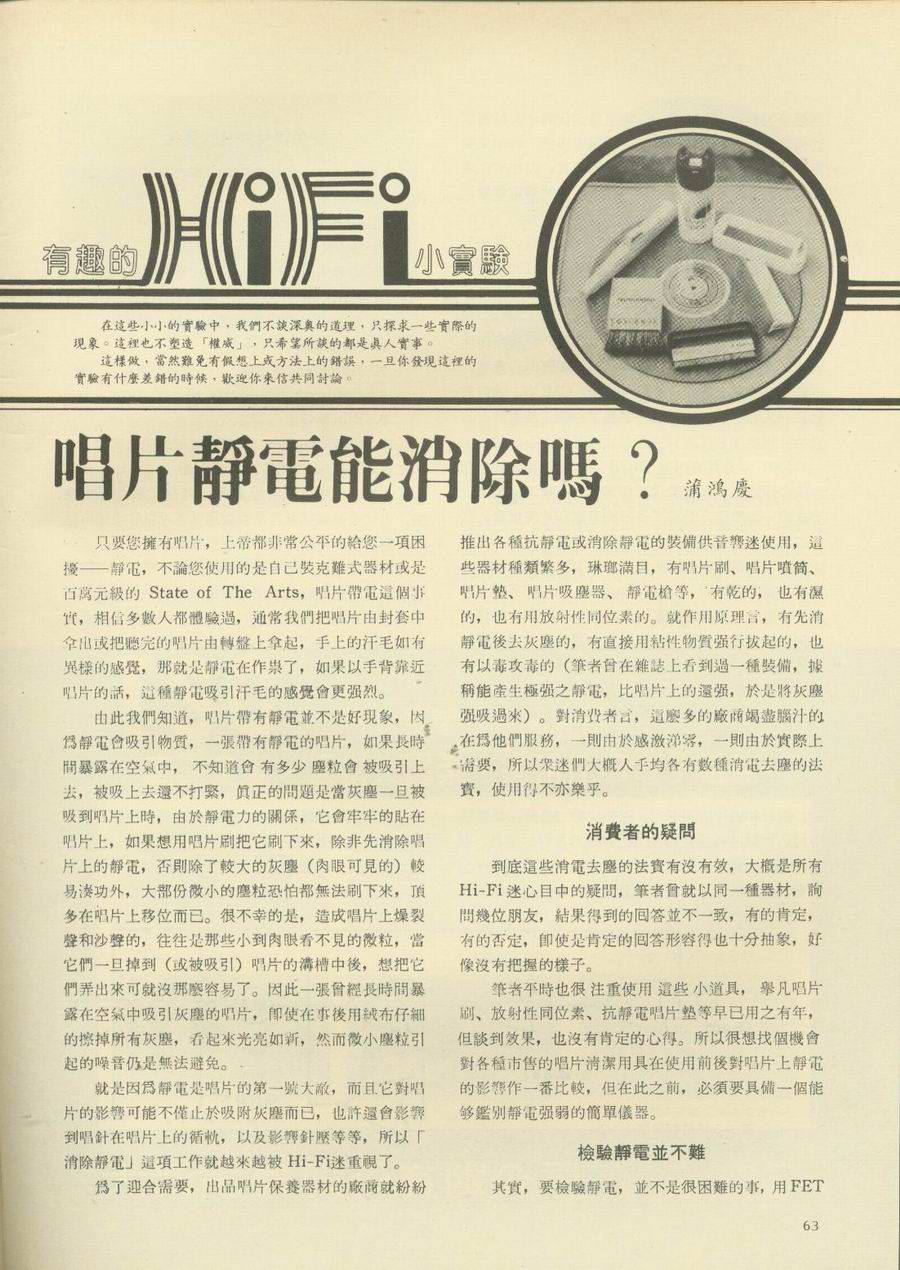 有趣的HiFi小實驗
在這些小小的實驗中,我們不談深奧的道理,只探求一些實際的
現象。這裡也不塑造「權威」,只希望所談的都是眞人實事。
這樣做,當然難免有假想上或方法上的錯誤,一旦你發現這裡的
實驗有什麼差錯的時候,歡迎你來信共同討論。
唱片靜電能消除嗎?
蒲鴻慶
只要您擁有唱片,上帝都非常公平的給您一項困
擾——靜電,不論您使用的是自己裝克難式器材或是
百萬元級的 State of The Arts,唱片帶電這個事
實,相信多數人都體驗過,通常我們把唱片由封套中
拿出或把聽完的唱片由轉盤上拿起,手上的汗毛如有
異樣的感覺,那就是靜電在作祟了,如果以手背靠近
唱片的話,這種靜電吸引汗毛的感覺會更强烈。
由此我們知道,唱片帶有靜電並不是好現象,因
爲靜電會吸引物質,一張帶有靜電的唱片,如果長時
間暴露在空氣中,不知道會有多少塵粒會被吸引上
去,被吸上去還不打緊,眞正的問題是當灰塵一旦被
吸到唱片上時,由於靜電力的關係,它會牢牢的貼在
唱片上,如果想用唱片刷把它刷下來,除非先消除唱
片上的靜電,否則除了較大的灰塵(肉眼可見的)較
易湊功外,大部份微小的塵粒恐怕都無法刷下來,頂
多在唱片上移位而已。很不幸的是,造成唱片上爆裂
聲和沙聲的,往往是那些小到肉眼看不見的微粒,當
它們一旦掉到(或被吸引)唱片的溝槽中後,想把它
們弄出來可就沒那麼容易了。因此一張曾經長時間暴
露在空氣中吸引灰塵的唱片,卽使在事後用絨布仔細
的擦掉所有灰塵,看起來光亮如新,然而微小塵粒引
起的噪音仍是無法避免。
就是因爲靜電是唱片的第一號大敵,而且它對唱
片的影響可能不僅止於吸附灰塵而已,也許還會影響
到唱針在唱片上的循軌,以及影響針壓等等,所以「
消除靜電」這項工作就越來越被 Hi-Fi迷重視了。
爲了迎合需要,出品唱片保養器材的廠商就紛紛
推出各種抗靜電或消除靜電的裝備供音響迷使用,這
些器材種類繁多,琳瑯滿目,有唱片刷、唱片噴筒、
唱片墊、唱片吸塵器、靜電槍等,有乾的,也有濕
的,也有用放射性同位素的。就作用原理言,有先消
靜電後去灰塵的,有直接用粘性物質强行拔起的,也
有以毒攻毒的(筆者曾在雜誌上看到過一種裝備,據
稱能產生極强之靜電,比唱片上的還强,於是將灰塵
强吸過來)。對消費者言,這麼多的廠商竭盡腦汁的
在爲他們服務,一則由於感激涕零,一則由於實際上
需要,所以衆迷們大概人手均各有數種消電去塵的法
寶,使用得不亦樂乎。
消費者的疑問
到底這些消電去塵的法寶有沒有效,大概是所有
Hi-Fi 迷心目中的疑問,筆者曾就以同一種器材,詢
問幾位朋友,結果得到的回答並不一致,有的肯定,
有的否定,卽使是肯定的回答形容得也十分抽象,好
像沒有把握的樣子。
筆者平時也很注重使用這些小道具,舉凡唱片
刷、放射性同位素、抗靜電唱片墊等早已用之有年,
但談到效果,也沒有肯定的心得。所以很想找個機會
對各種市售的唱片清潔用具在使用前後對唱片上靜電
的影響作一番比較,但在此之前,必須要具備一個能
够鑑別靜電强弱的簡單儀器。
檢驗靜電並不難
其實,要檢驗靜電,並不是很困難的事,用 FET
63